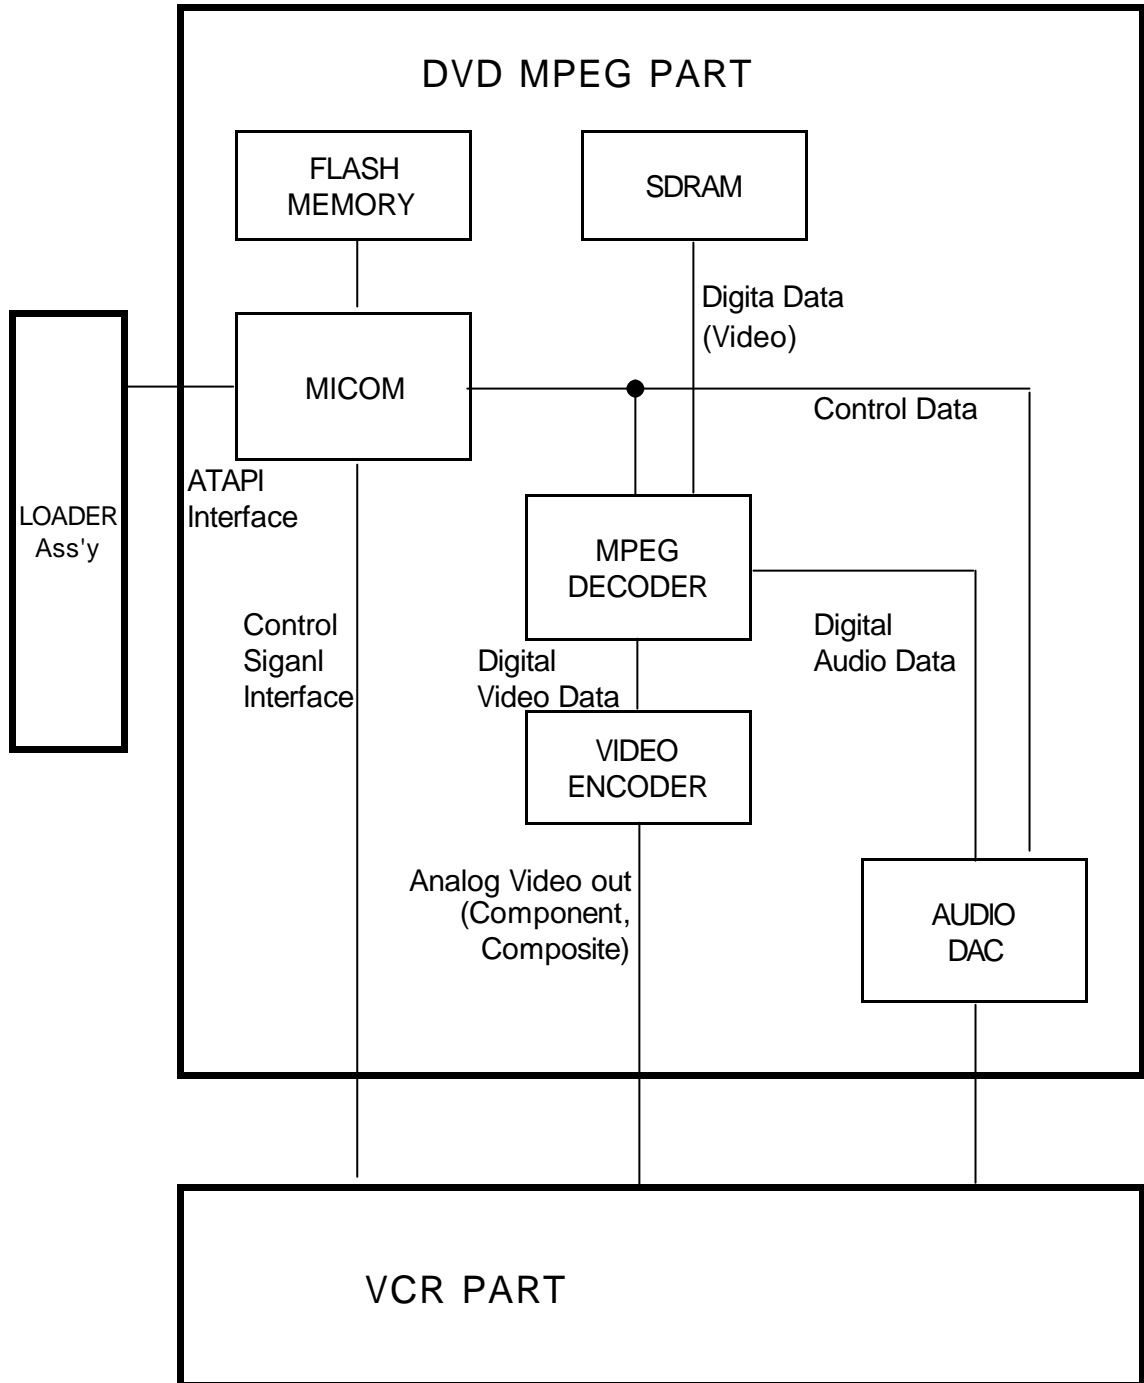 DVD MPEG PART
FLASH
MEMORY
SDRAM
Digita Data
(Video)
MICOM
Control Data
ATAPI
Interface
LOADER
Ass'y
MPEG
DECODER
Control
Siganl
Interface
Digital
Video Data
Digital
Audio Data
VIDEO
ENCODER
Analog Video out
(Component,
Composite)
AUDIO
DAC
VCR PART